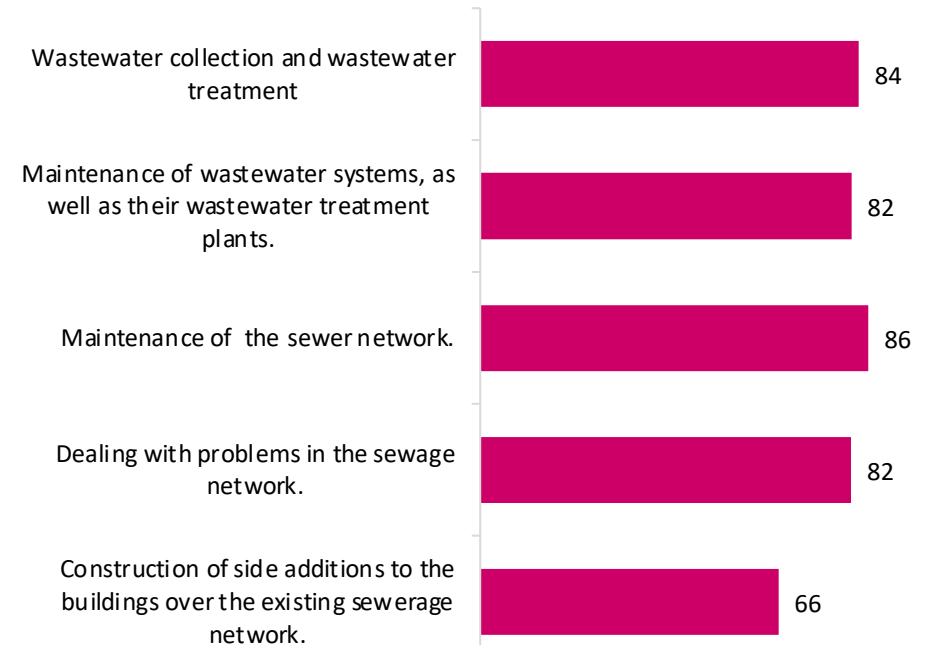 Wastewater collection and wastewater
treatment
84
Maintenance of wastewater systems, as
well as their wastewater treatment
plants.
82
Maintenance of the sewer network.
86
Dealing with problems in the sewage
network.
82
Construction of side additions to the
buildings over the existing sewerage
network.
66